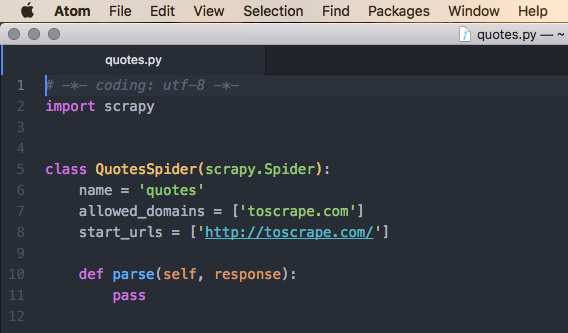 Atom File Edit View Selection Find Packages Window Help
quotes.py — ~
quotes.py
1 # -*- coding: utf-8 -*-
2 import scrapy
3
4
5 class QuotesSpider(scrapy.Spider):
6     name = 'quotes'
7     allowed_domains = ['toscrape.com']
8     start_urls = ['http://toscrape.com/']
9
10     def parse(self, response):
11         pass
12